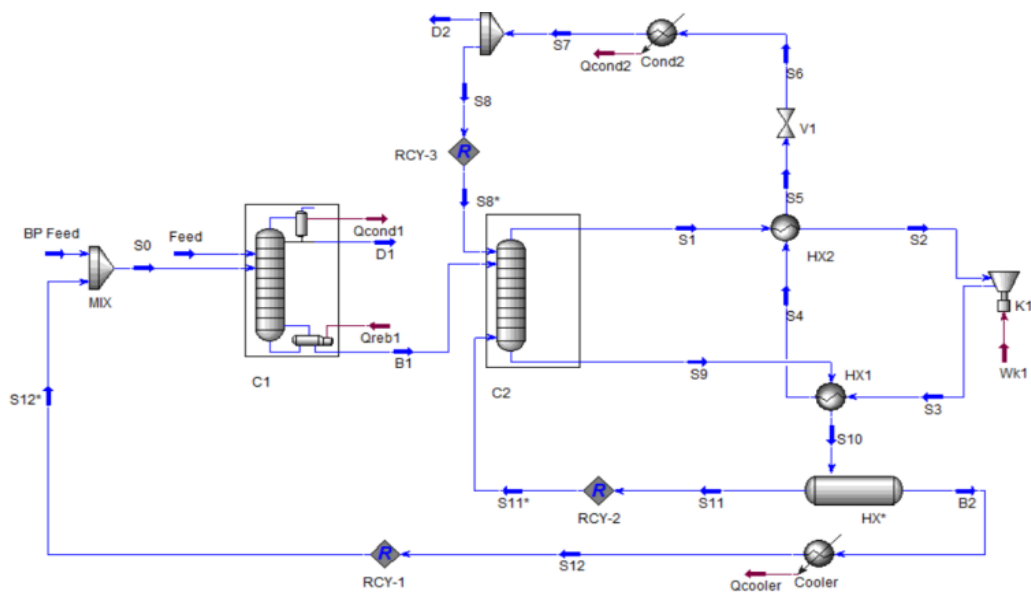 D2
S7
Qcond2
Cond2
S6
S8
V1
RCY-3
S5
S8*
Qcond1
BP Feed
S0
Feed
D1
S1
S2
HX2
MIX
K1
S4
Qreb1
B1
S9
HX1
Wk1
C1
C2
S3
S12*
S10
S11*
S11
B2
RCY-2
HX*
S12
RCY-1
Qcooler
Cooler
R
R
R